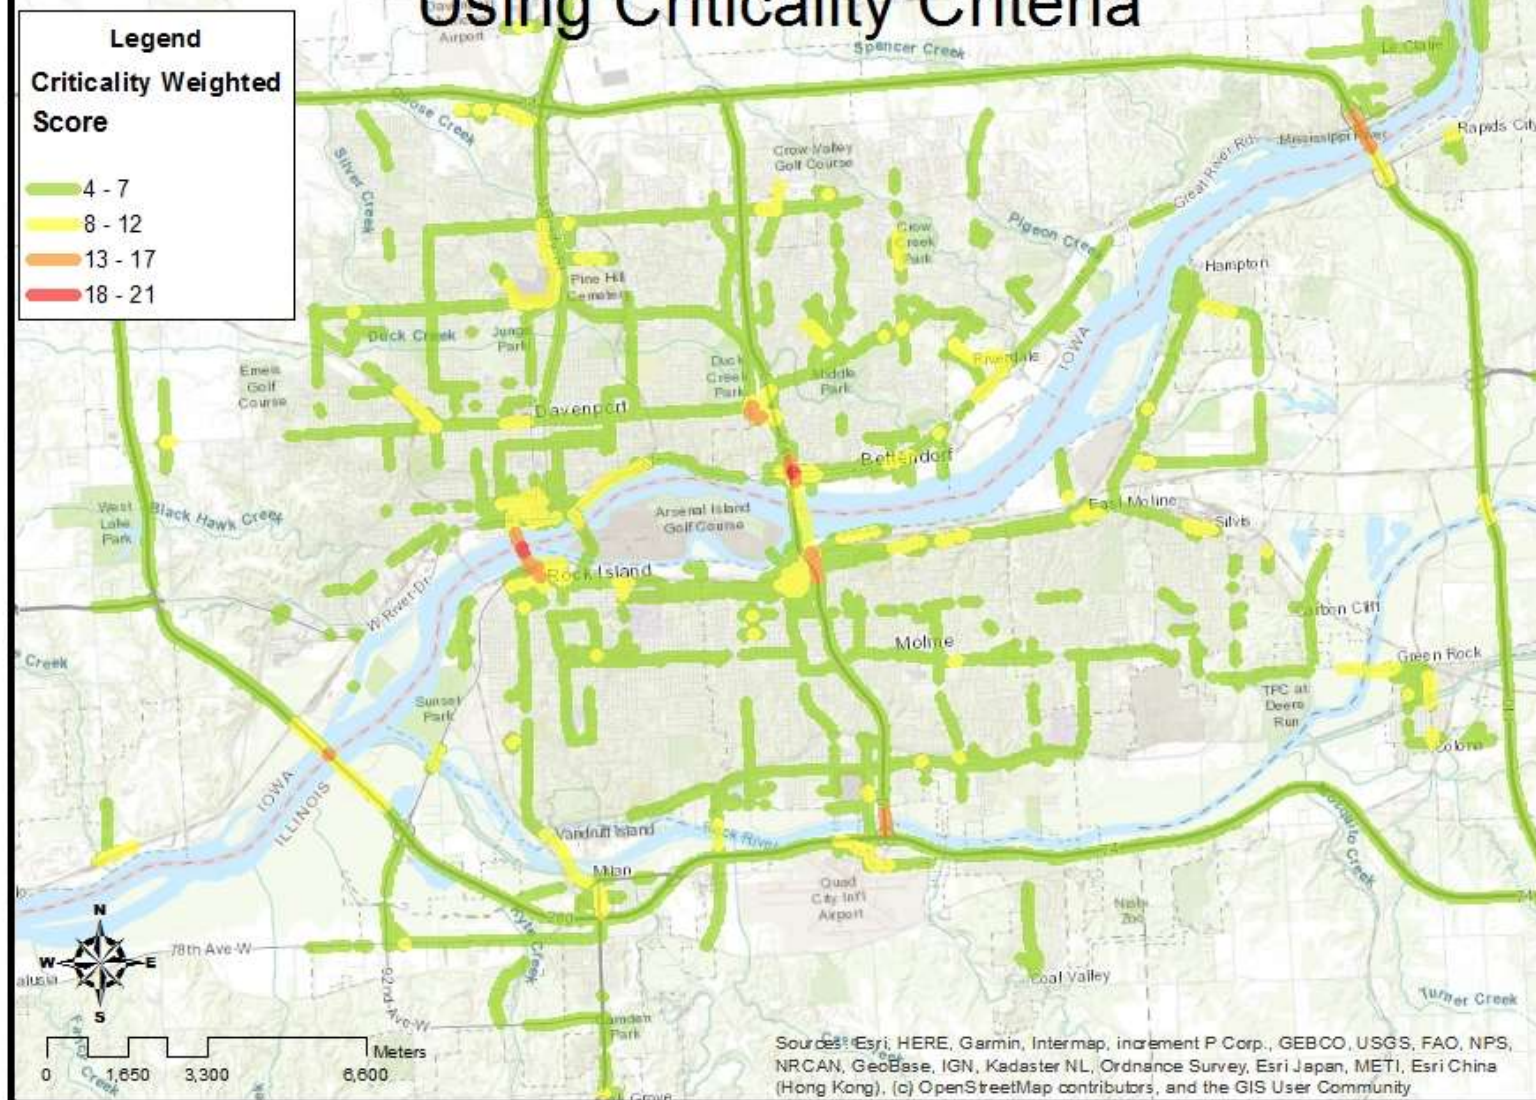 Using Criticality Criteria
Legend
Criticality Weighted
Score
4 - 7
8 - 12
13 - 17
18 - 21
Airport
Spencer Creek
Le Claire
Goose Creek
Silver Creek
Crow Valley
Golf Course
Great River Rd
Mississippi River
Rapids City
Pigeon Creek
Crow
Creek
Park
Hampton
Pine Hill
Cemetery
Duck Creek
Junge
Park
Emeis
Golf
Course
Duck
Creek
Park
Middle
Park
Riverdale
IOWA
Davenport
Bettendorf
West
Lake
Park
Black Hawk Creek
Arsenal Island
Golf Course
East Moline
Silvis
Rock Island
W River Dr
Carbon Cliff
Moline
Green Rock
Creek
Sunset
Park
TPC at
Deere
Run
Colona
IOWA
ILLINOIS
Vandruff Island
Rock River
Milan
Quad
City Int'l
Airport
Niabi
Zoo
280
74
78th Ave W
92nd Ave W
Coal Valley
Turner Creek
Camden
Park
N
W
E
S
alusia
Meters
0
1,650
3,300
6,600
Grove
Sources: Esri, HERE, Garmin, Intermap, increment P Corp., GEBCO, USGS, FAO, NPS,
NRCAN, GeoBase, IGN, Kadaster NL, Ordnance Survey, Esri Japan, METI, Esri China
(Hong Kong), (c) OpenStreetMap contributors, and the GIS User Community